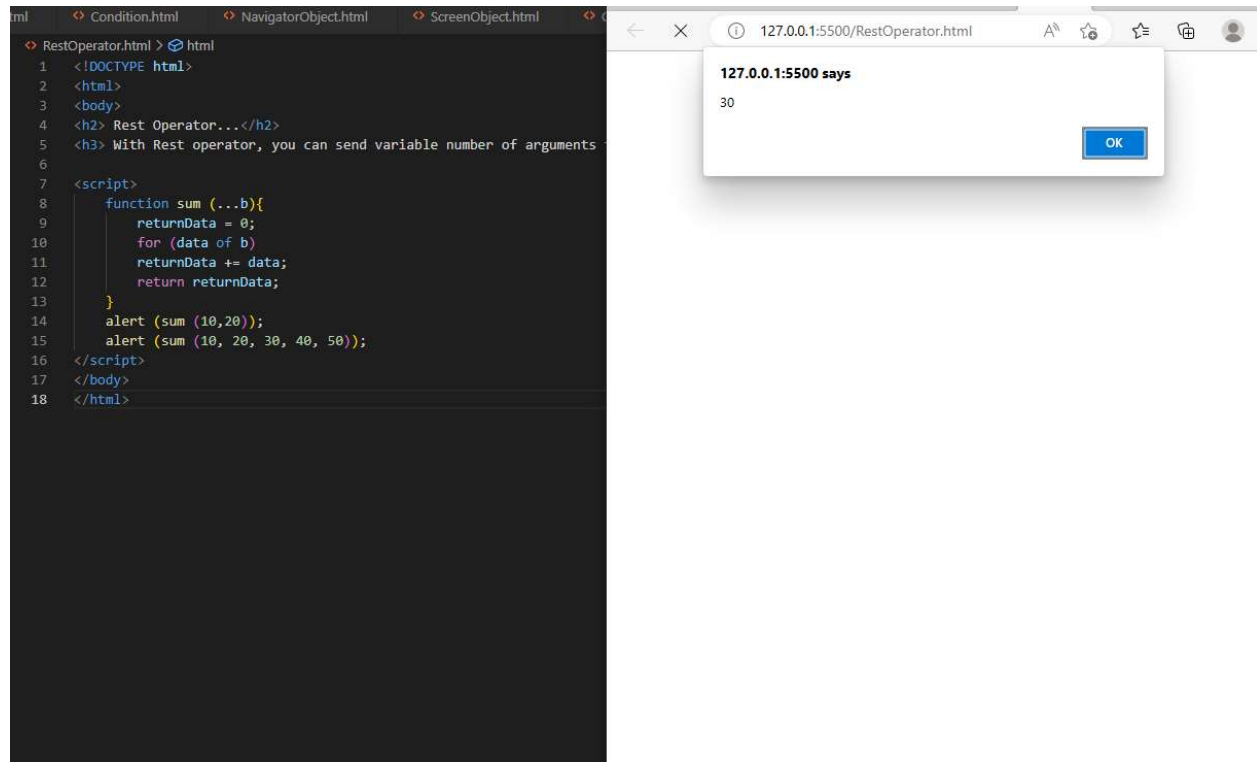 tml Condition.html NavigatorObject.html ScreenObject.html
RestOperator.html > html
1 <!DOCTYPE html>
2 <html>
3 <body>
4 <h2> Rest Operator...</h2>
5 <h3> With Rest operator, you can send variable number of arguments
6
7 <script>
8 function sum (...b){
9 returnData = 0;
10 for (data of b)
11 returnData += data;
12 return returnData;
13 }
14 alert (sum (10,20));
15 alert (sum (10, 20, 30, 40, 50));
16 </script>
17 </body>
18 </html>
127.0.0.1:5500/RestOperator.html
127.0.0.1:5500 says
30
OK